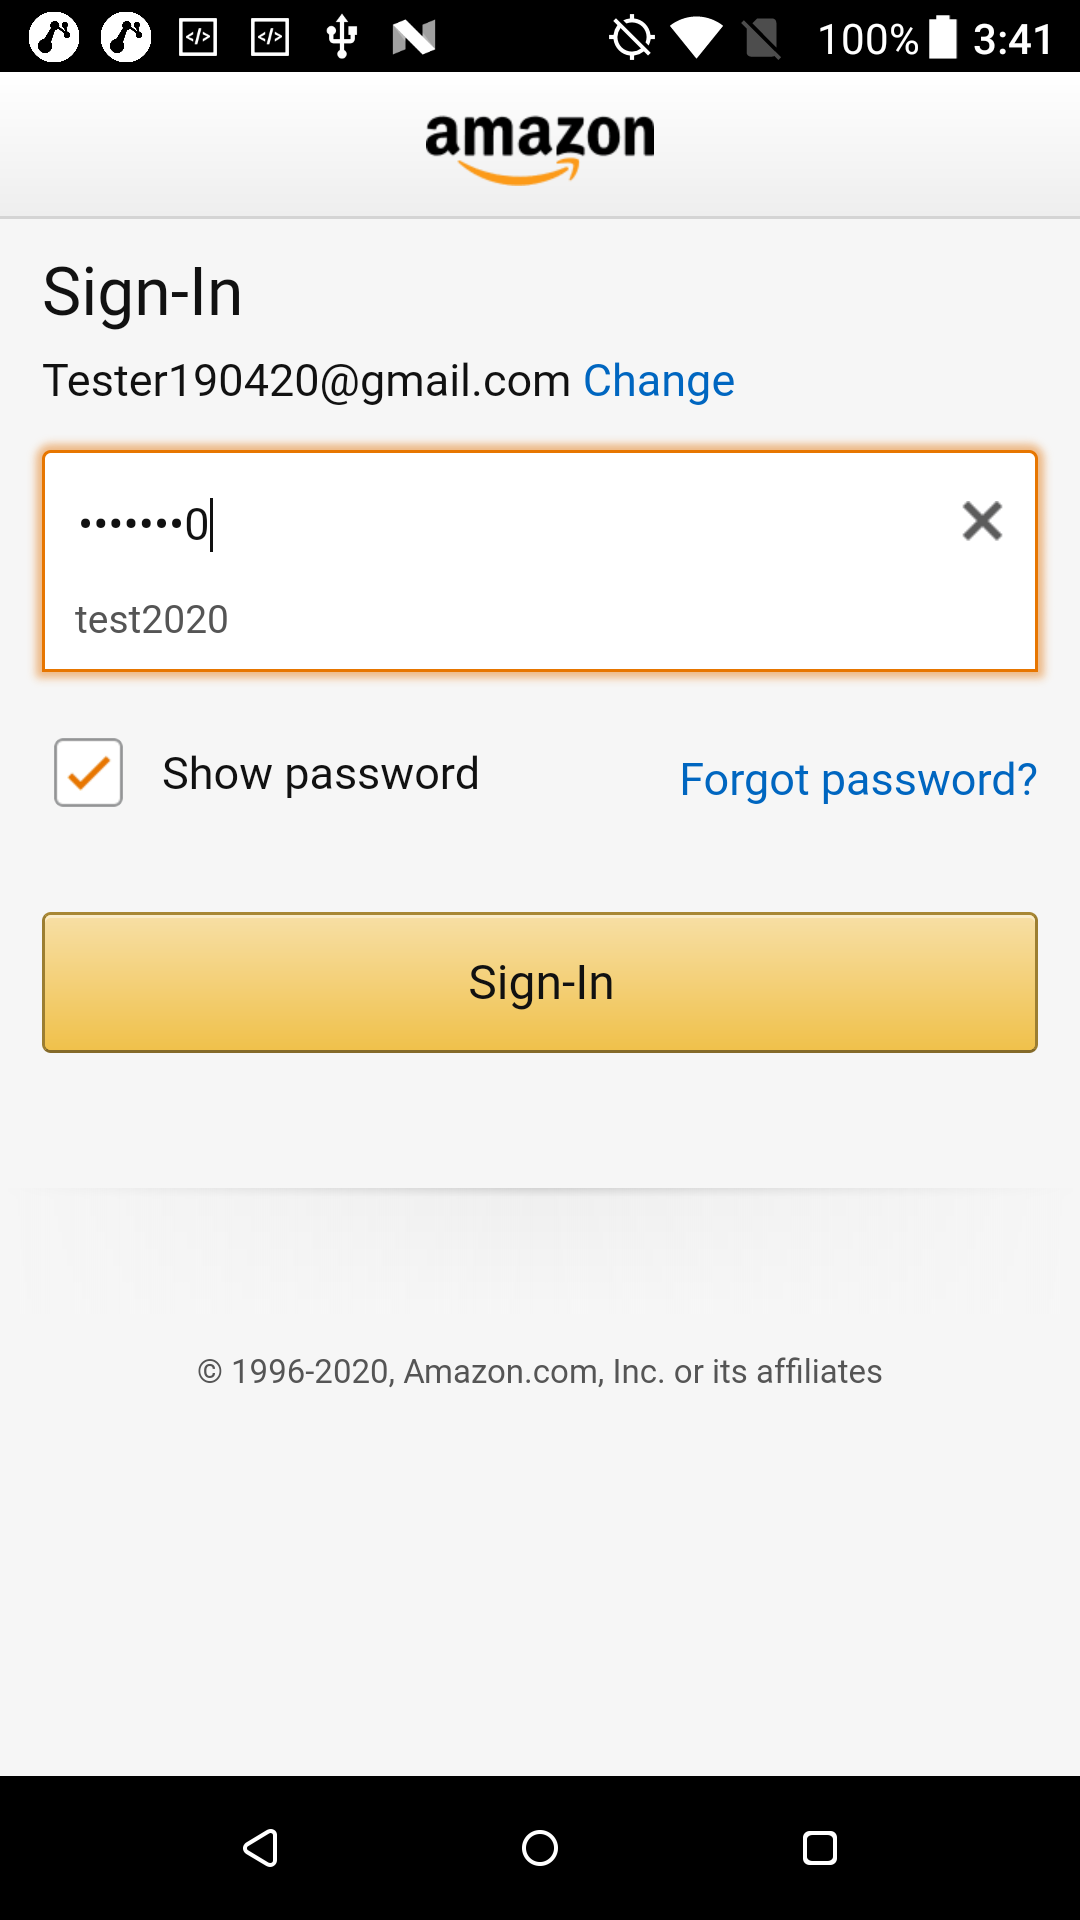 100% 3:41
amazon
Sign-In
Tester190420@gmail.com Change
•••••••0
test2020
Show password
Forgot password?
Sign-In
© 1996-2020, Amazon.com, Inc. or its affiliates